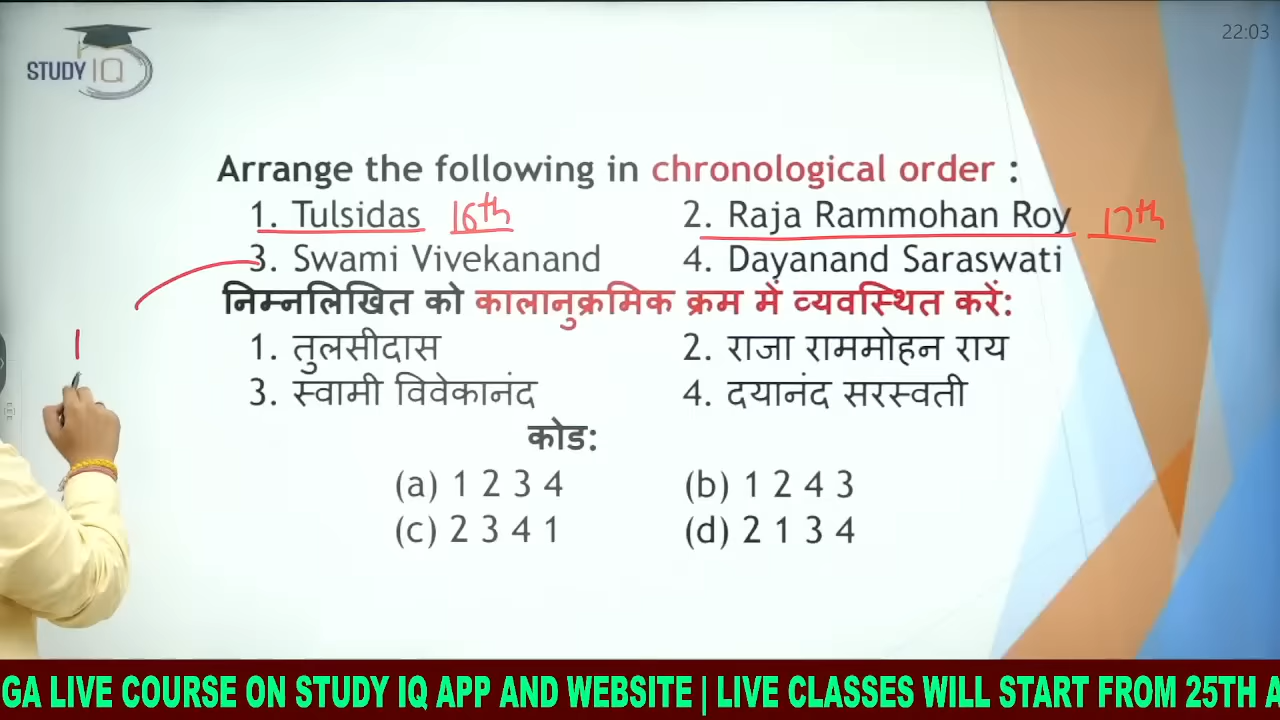 22:03
STUDY IQ
Arrange the following in chronological order :
1. Tulsidas 16th 2. Raja Rammohan Roy 17th
3. Swami Vivekanand 4. Dayanand Saraswati
निम्नलिखित को कालानुक्रमिक क्रम में व्यवस्थित करें:
1. तुलसीदास 2. राजा राममोहन राय
3. स्वामी विवेकानंद 4. दयानंद सरस्वती
कोड:
(a) 1 2 3 4 (b) 1 2 4 3
(c) 2 3 4 1 (d) 2 1 3 4
GA LIVE COURSE ON STUDY IQ APP AND WEBSITE | LIVE CLASSES WILL START FROM 25TH A